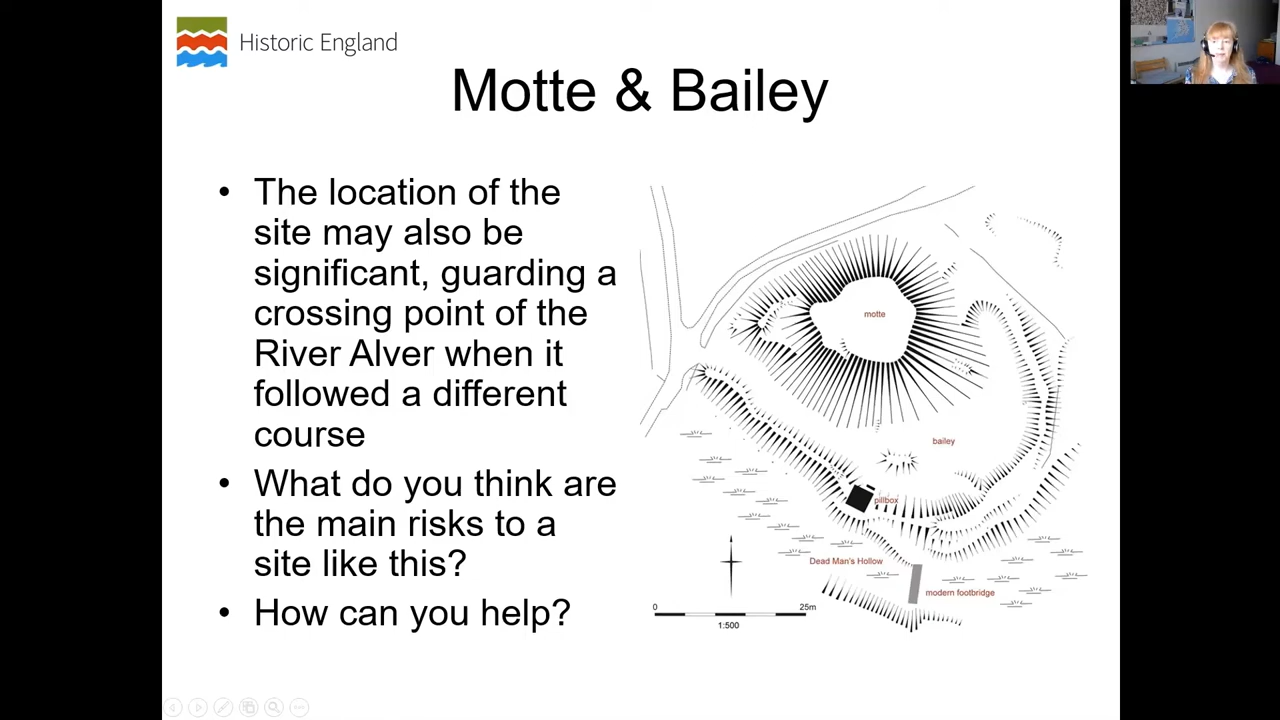 Historic England
Motte & Bailey
• The location of the
site may also be
significant, guarding a
crossing point of the
River Alver when it
followed a different
course
• What do you think are
the main risks to a
site like this?
• How can you help?
motte
bailey
pillbox
Dead Man's Hollow
modern footbridge
0 25m
1:500